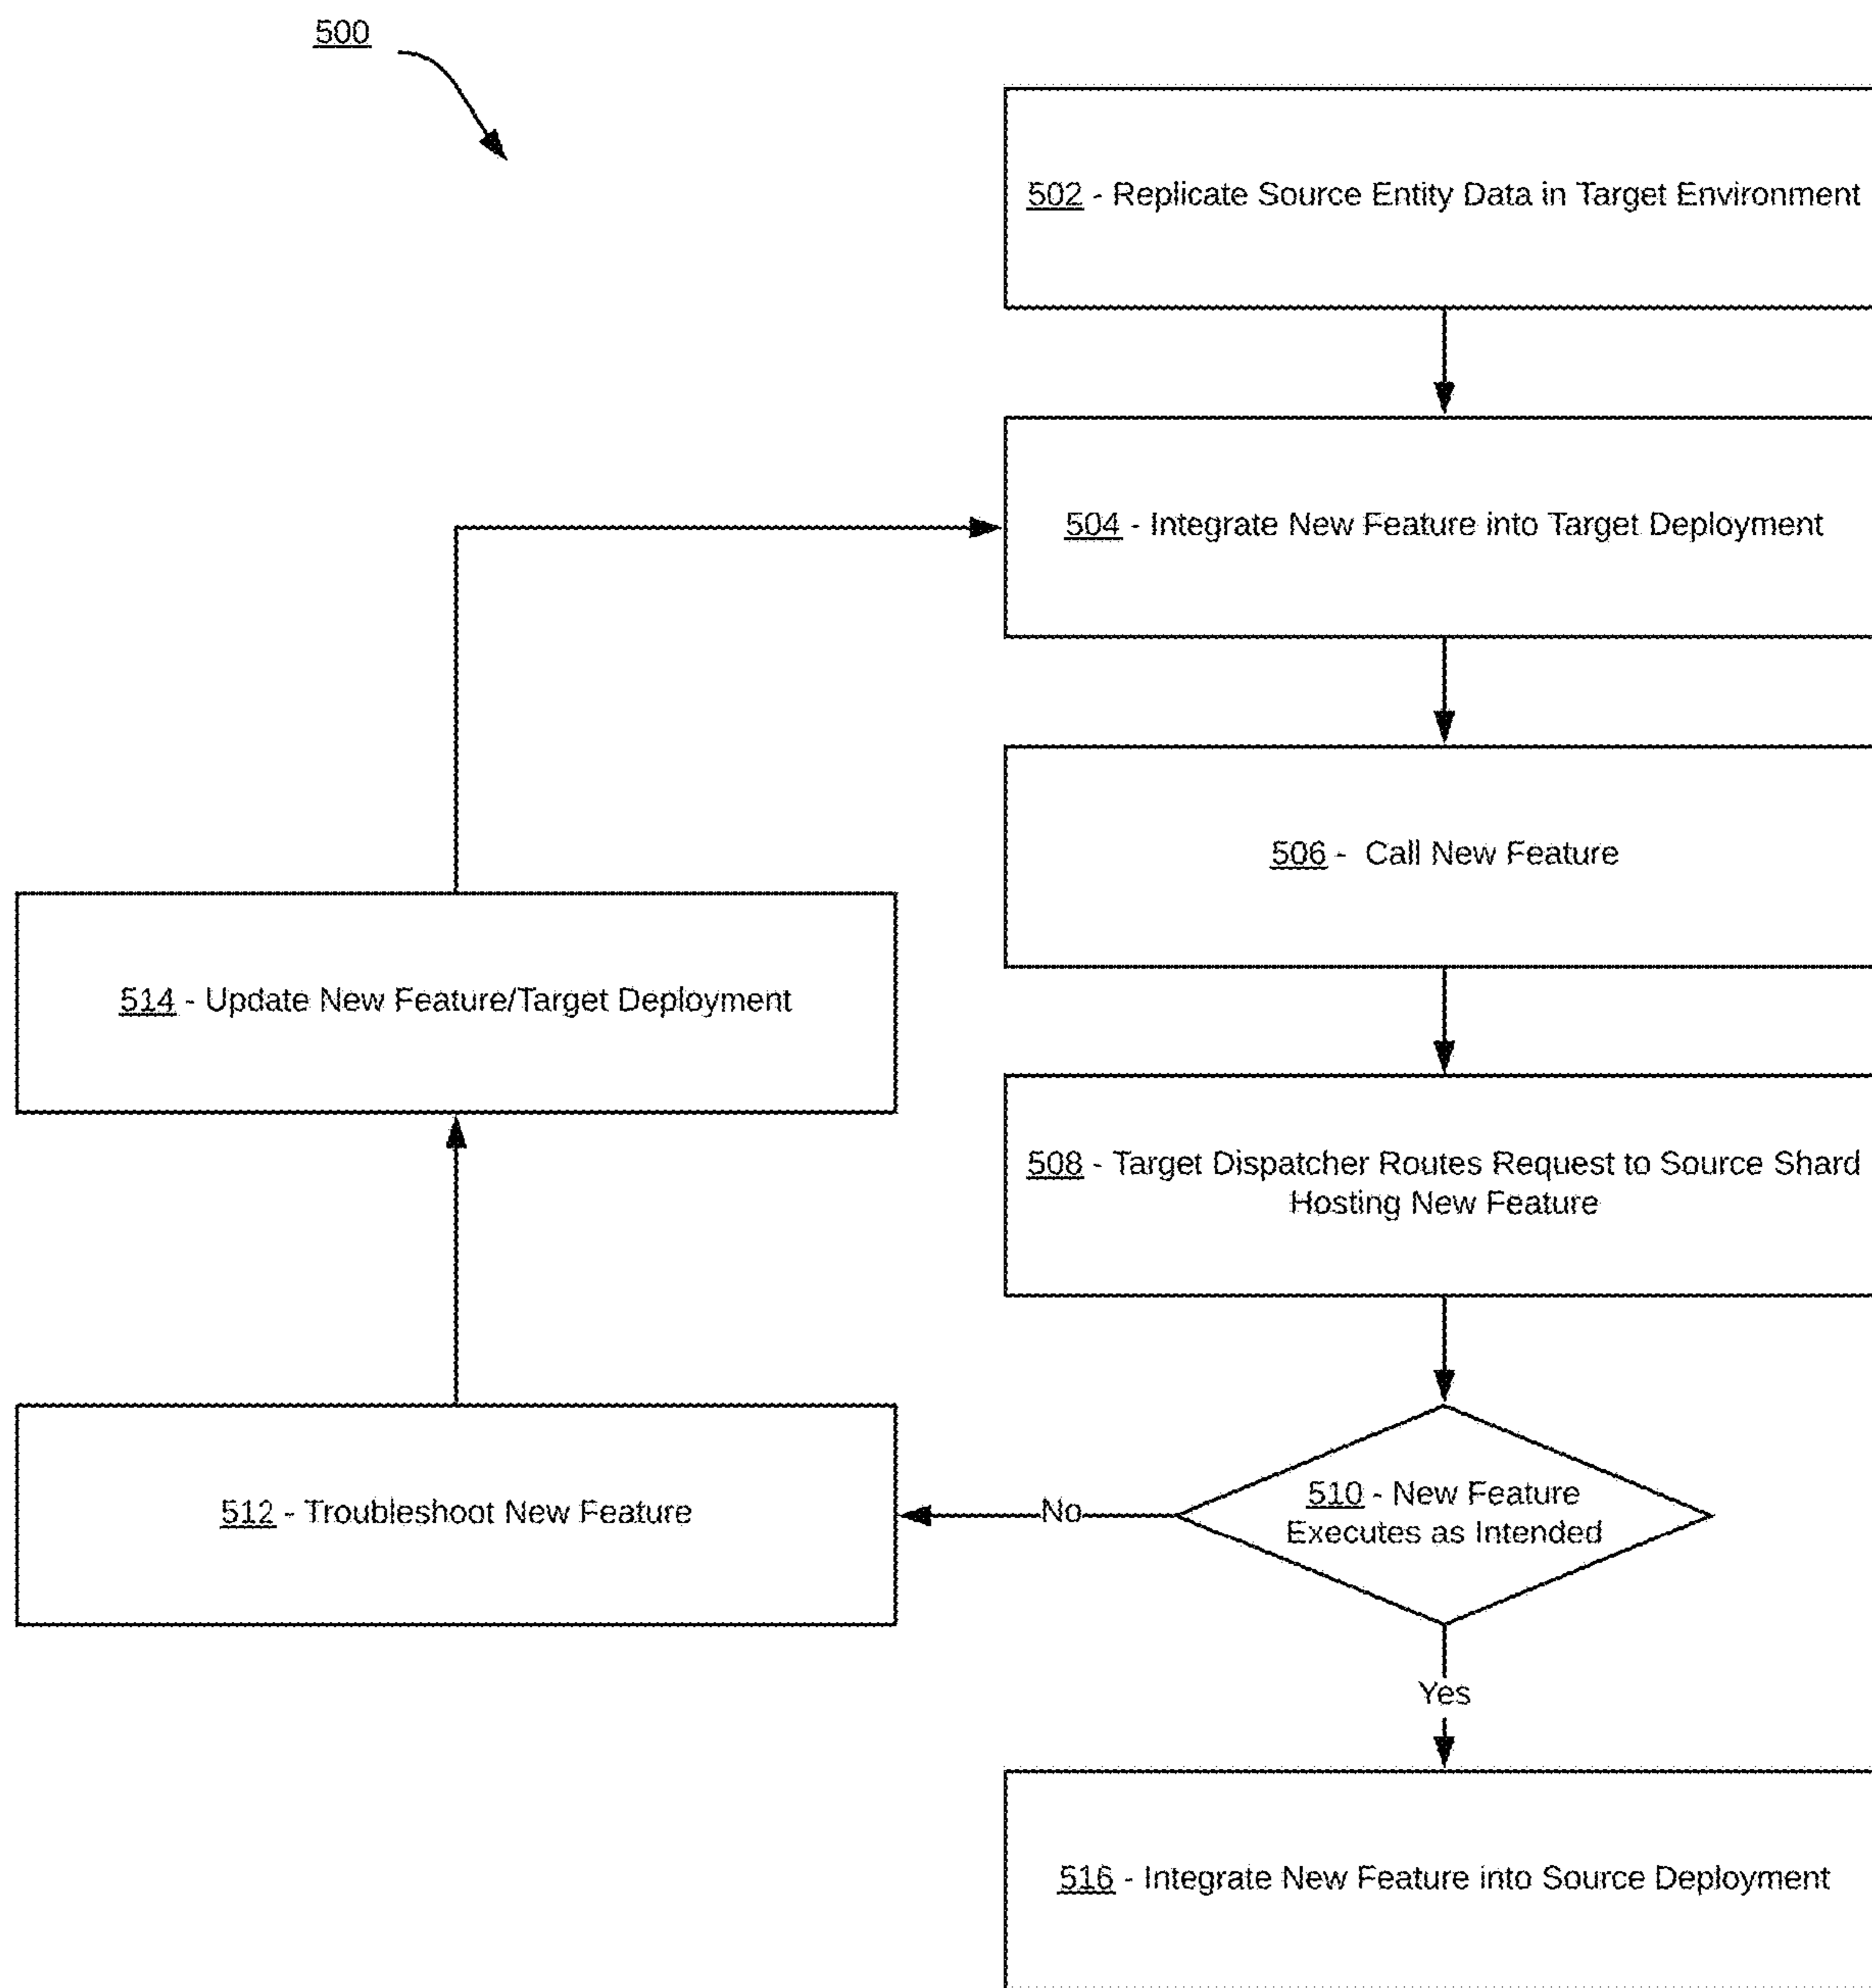 500
502 - Replicate Source Entity Data in Target Environment
504 - Integrate New Feature into Target Deployment
506 - Call New Feature
514 - Update New Feature/Target Deployment
508 - Target Dispatcher Routes Request to Source Shard
Hosting New Feature
510 - New Feature
Executes as Intended
No
512 - Troubleshoot New Feature
Yes
516 - Integrate New Feature into Source Deployment